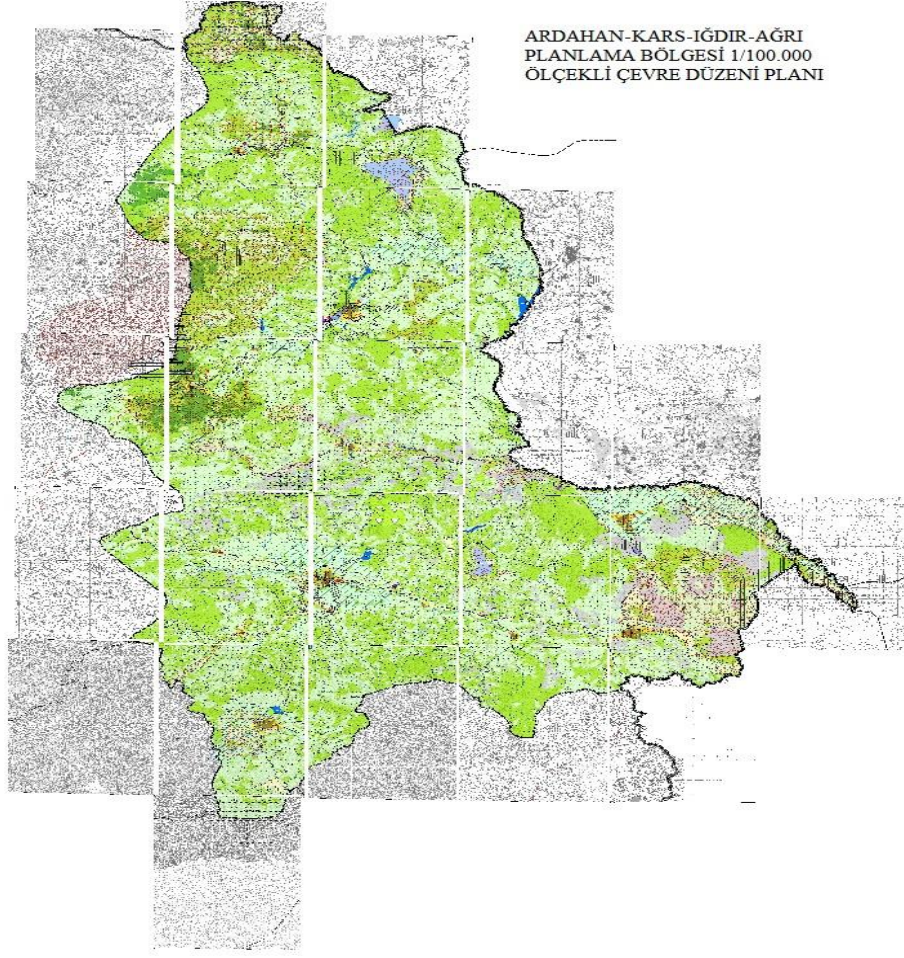 ARDAHAN-KARS-IĞDIR-AĞRI
PLANLAMA BÖLGESİ 1/100.000
ÖLÇEKLİ ÇEVRE DÜZENİ PLANI